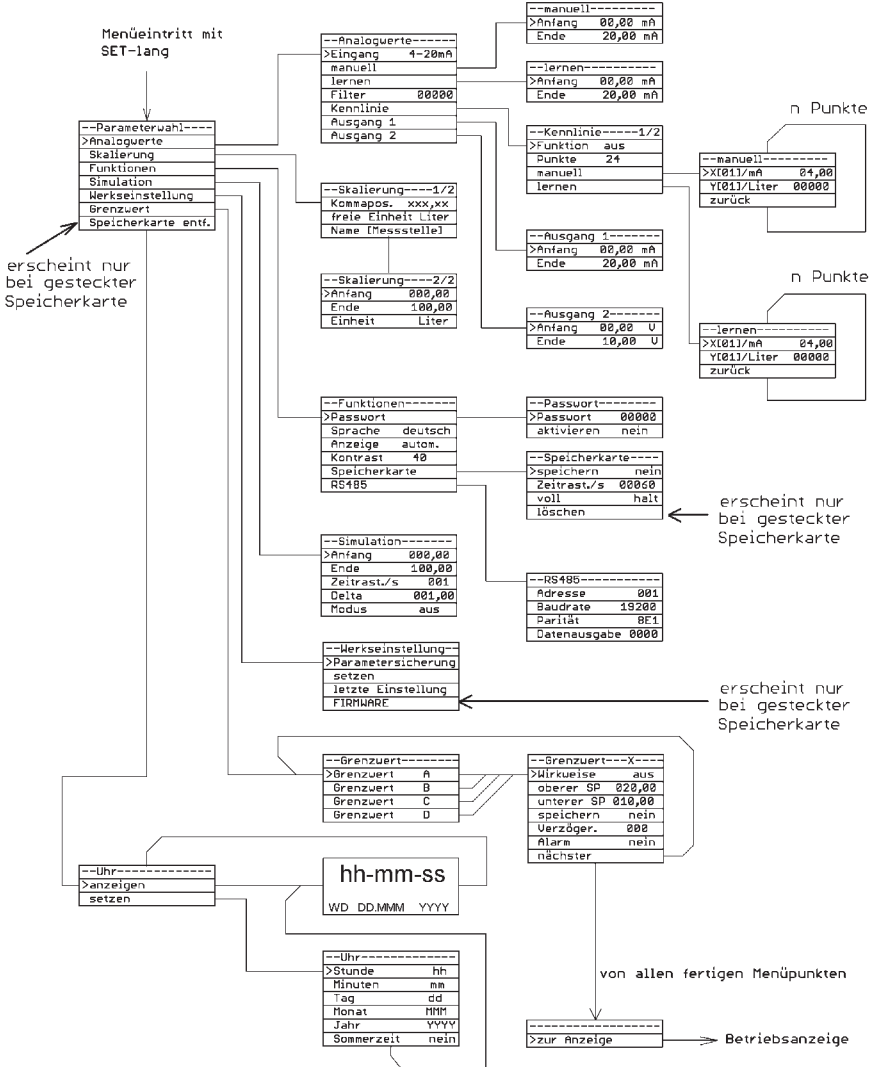 Menüeintritt mit
SET-lang
--Parameterwahl----
>Analogwerte
Skalierung
Funktionen
Simulation
Werkseinstellung
Grenzwert
Speicherkarte entf.
erscheint nur
bei gesteckter
Speicherkarte
--Analogwerte------
>Eingang 4-20mA
manuell
lernen
Filter 00000
Kennlinie
Ausgang 1
Ausgang 2
--manuell----------
>Anfang 00,00 mA
Ende 20,00 mA
--lernen-----------
>Anfang 00,00 mA
Ende 20,00 mA
--Kennlinie-----1/2
>Funktion aus
Punkte 24
manuell
lernen
n Punkte
--manuell----------
>X[01]/mA 04,00
Y[01]/Liter 00000
zurück
--Skalierung----1/2
Kommapos. xxx,xx
freie Einheit Liter
Name [Messstelle]
--Skalierung----2/2
>Anfang 000,00
Ende 100,00
Einheit Liter
--Ausgang 1--------
>Anfang 00,00 mA
Ende 20,00 mA
--Ausgang 2--------
>Anfang 00,00 V
Ende 10,00 V
n Punkte
--lernen-----------
>X[01]/mA 04,00
Y[01]/Liter 00000
zurück
--Funktionen-------
>Passwort
Sprache deutsch
Anzeige autom.
Kontrast 40
Speicherkarte
RS485
--Passwort---------
>Passwort 00000
aktivieren nein
--Speicherkarte----
>speichern nein
Zeitrast./s 00060
voll halt
löschen
erscheint nur
bei gesteckter
Speicherkarte
--Simulation-------
>Anfang 000,00
Ende 100,00
Zeitrast./s 001
Delta 001,00
Modus aus
--RS485------------
Adresse 001
Baudrate 19200
Parität 8E1
Datenausgabe 0000
--Werkseinstellung--
>Parametersicherung
setzen
letzte Einstellung
FIRMWARE
erscheint nur
bei gesteckter
Speicherkarte
--Grenzwert--------
>Grenzwert A
Grenzwert B
Grenzwert C
Grenzwert D
--Grenzwert---X----
>Wirkweise aus
oberer SP 020,00
unterer SP 010,00
speichern nein
Verzöger. 000
Alarm nein
nächster
--Uhr--------------
>anzeigen
setzen
hh-mm-ss
WD DD.MMM YYYY
--Uhr--------------
>Stunde hh
Minuten mm
Tag dd
Monat MMM
Jahr YYYY
Sommerzeit nein
von allen fertigen Menüpunkten
-------------------
>zur Anzeige
Betriebsanzeige